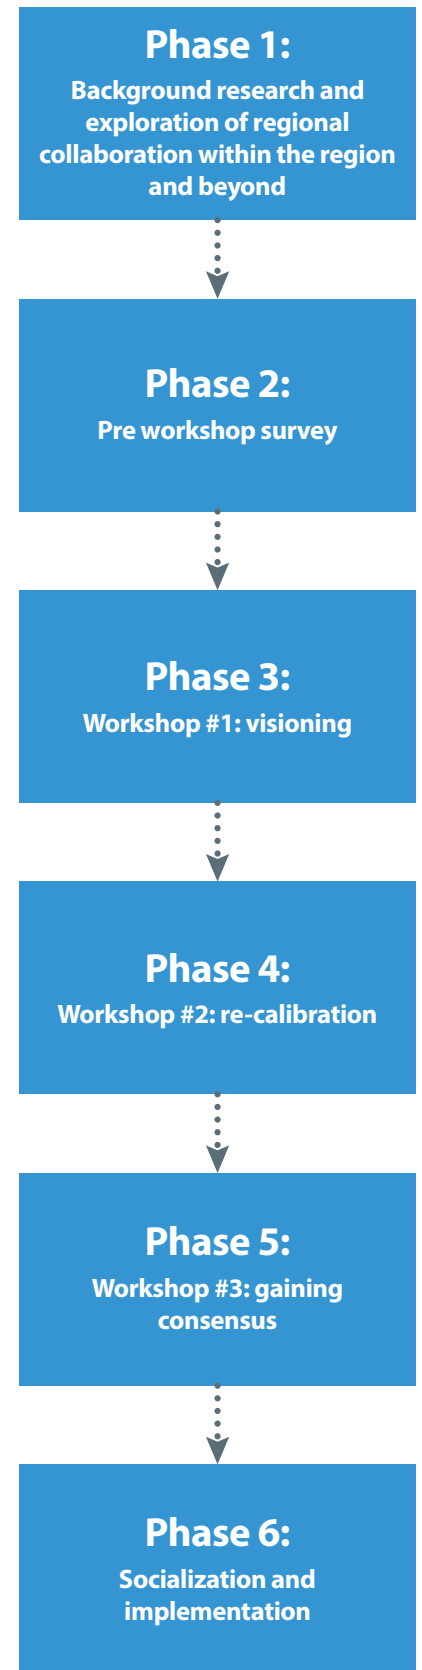 Phase 1:
Background research and
exploration of regional
collaboration within the region
and beyond
Phase 2:
Pre workshop survey
Phase 3:
Workshop #1: visioning
Phase 4:
Workshop #2: re-calibration
Phase 5:
Workshop #3: gaining
consensus
Phase 6:
Socialization and
implementation